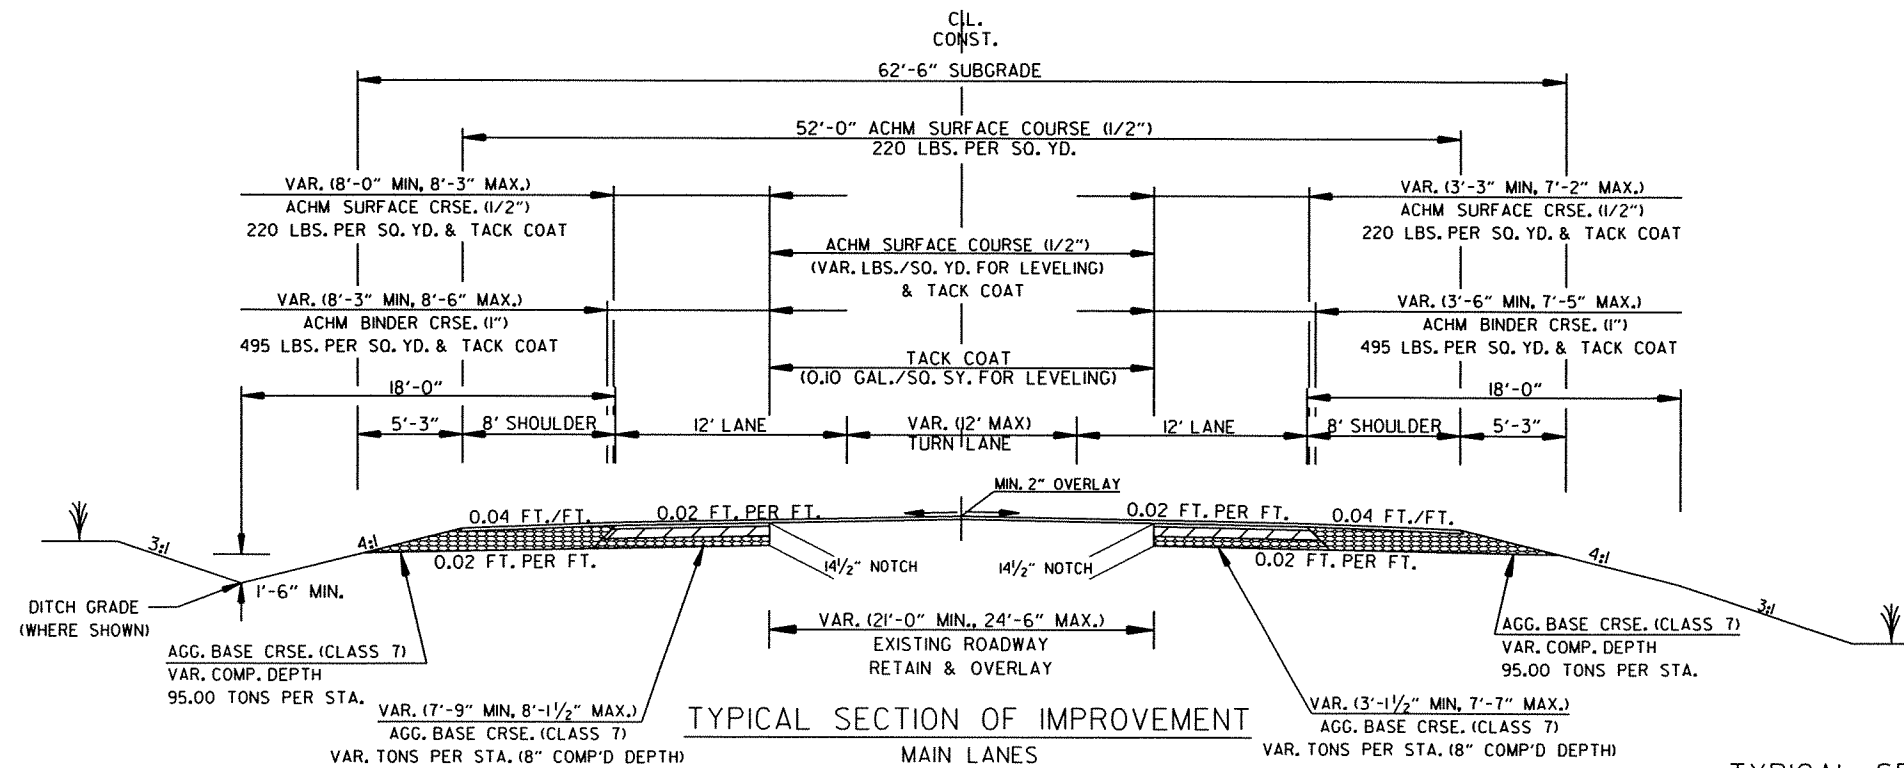 C.L.
CONST.
62'-6" SUBGRADE
52'-0" ACHM SURFACE COURSE (1/2")
220 LBS. PER SQ. YD.
VAR. (8'-0" MIN, 8'-3" MAX.)
ACHM SURFACE CRSE. (1/2")
220 LBS. PER SQ. YD. & TACK COAT
VAR. (3'-3" MIN, 7'-2" MAX.)
ACHM SURFACE CRSE. (1/2")
220 LBS. PER SQ. YD. & TACK COAT
ACHM SURFACE COURSE (1/2")
(VAR. LBS./SQ. YD. FOR LEVELING)
& TACK COAT
VAR. (8'-3" MIN, 8'-6" MAX.)
ACHM BINDER CRSE. (1")
495 LBS. PER SQ. YD. & TACK COAT
VAR. (3'-6" MIN, 7'-5" MAX.)
ACHM BINDER CRSE. (1")
495 LBS. PER SQ. YD. & TACK COAT
TACK COAT
(0.10 GAL./SQ. SY. FOR LEVELING)
18'-0"
18'-0"
5'-3"
8' SHOULDER
12' LANE
VAR. (12' MAX)
TURN LANE
12' LANE
8' SHOULDER
5'-3"
MIN. 2" OVERLAY
0.04 FT./FT.
0.02 FT. PER FT.
0.02 FT. PER FT.
0.04 FT./FT.
3:1
4:1
0.02 FT. PER FT.
14 1/2" NOTCH
14 1/2" NOTCH
0.02 FT. PER FT.
4:1
3:1
1'-6" MIN.
DITCH GRADE
(WHERE SHOWN)
VAR. (21'-0" MIN., 24'-6" MAX.)
EXISTING ROADWAY
RETAIN & OVERLAY
AGG. BASE CRSE. (CLASS 7)
VAR. COMP. DEPTH
95.00 TONS PER STA.
AGG. BASE CRSE. (CLASS 7)
VAR. COMP. DEPTH
95.00 TONS PER STA.
VAR. (7'-9" MIN, 8'-1 1/2" MAX.)
AGG. BASE CRSE. (CLASS 7)
VAR. TONS PER STA. (8" COMP'D DEPTH)
VAR. (3'-1 1/2" MIN, 7'-7" MAX.)
AGG. BASE CRSE. (CLASS 7)
VAR. TONS PER STA. (8" COMP'D DEPTH)
TYPICAL SECTION OF IMPROVEMENT
MAIN LANES